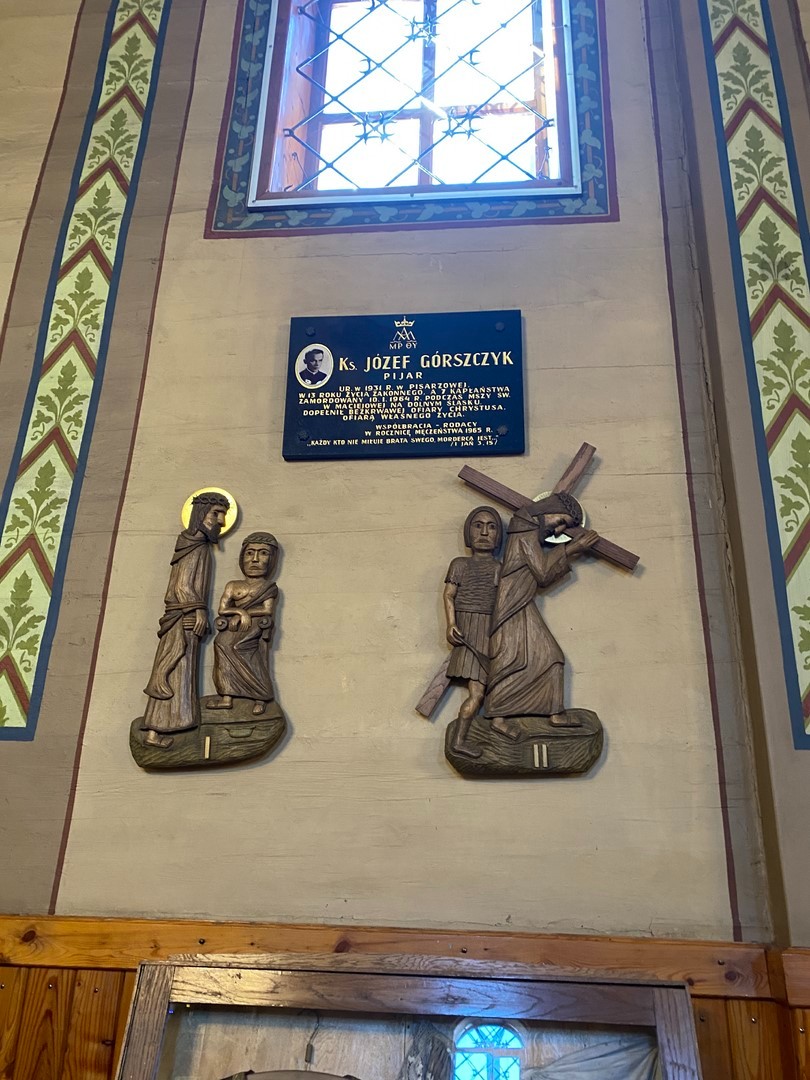 MP ΘΥ
Ks. JÓZEF GÓRSZCZYK
PIJAR
UR. W 1931 R. W PISARZOWEJ.
W 13 ROKU ŻYCIA ZAKONNEGO, A 7 KAPŁAŃSTWA
ZAMORDOWANY 10.1.1964 R. PODCZAS MSZY ŚW.
W MACIEJOWEJ NA DOLNYM ŚLĄSKU.
DOPEŁNIŁ BEZKRWAWEJ OFIARY CHRYSTUSA,
OFIARĄ WŁASNEGO ŻYCIA.
WSPÓŁBRACIA - RODACY
W ROCZNICĘ MĘCZEŃSTWA 1965 R.
„KAŻDY KTO NIE MIŁUJE BRATA SWEGO, MORDERCĄ JEST..."
/1 JAN 3.15/
I
II